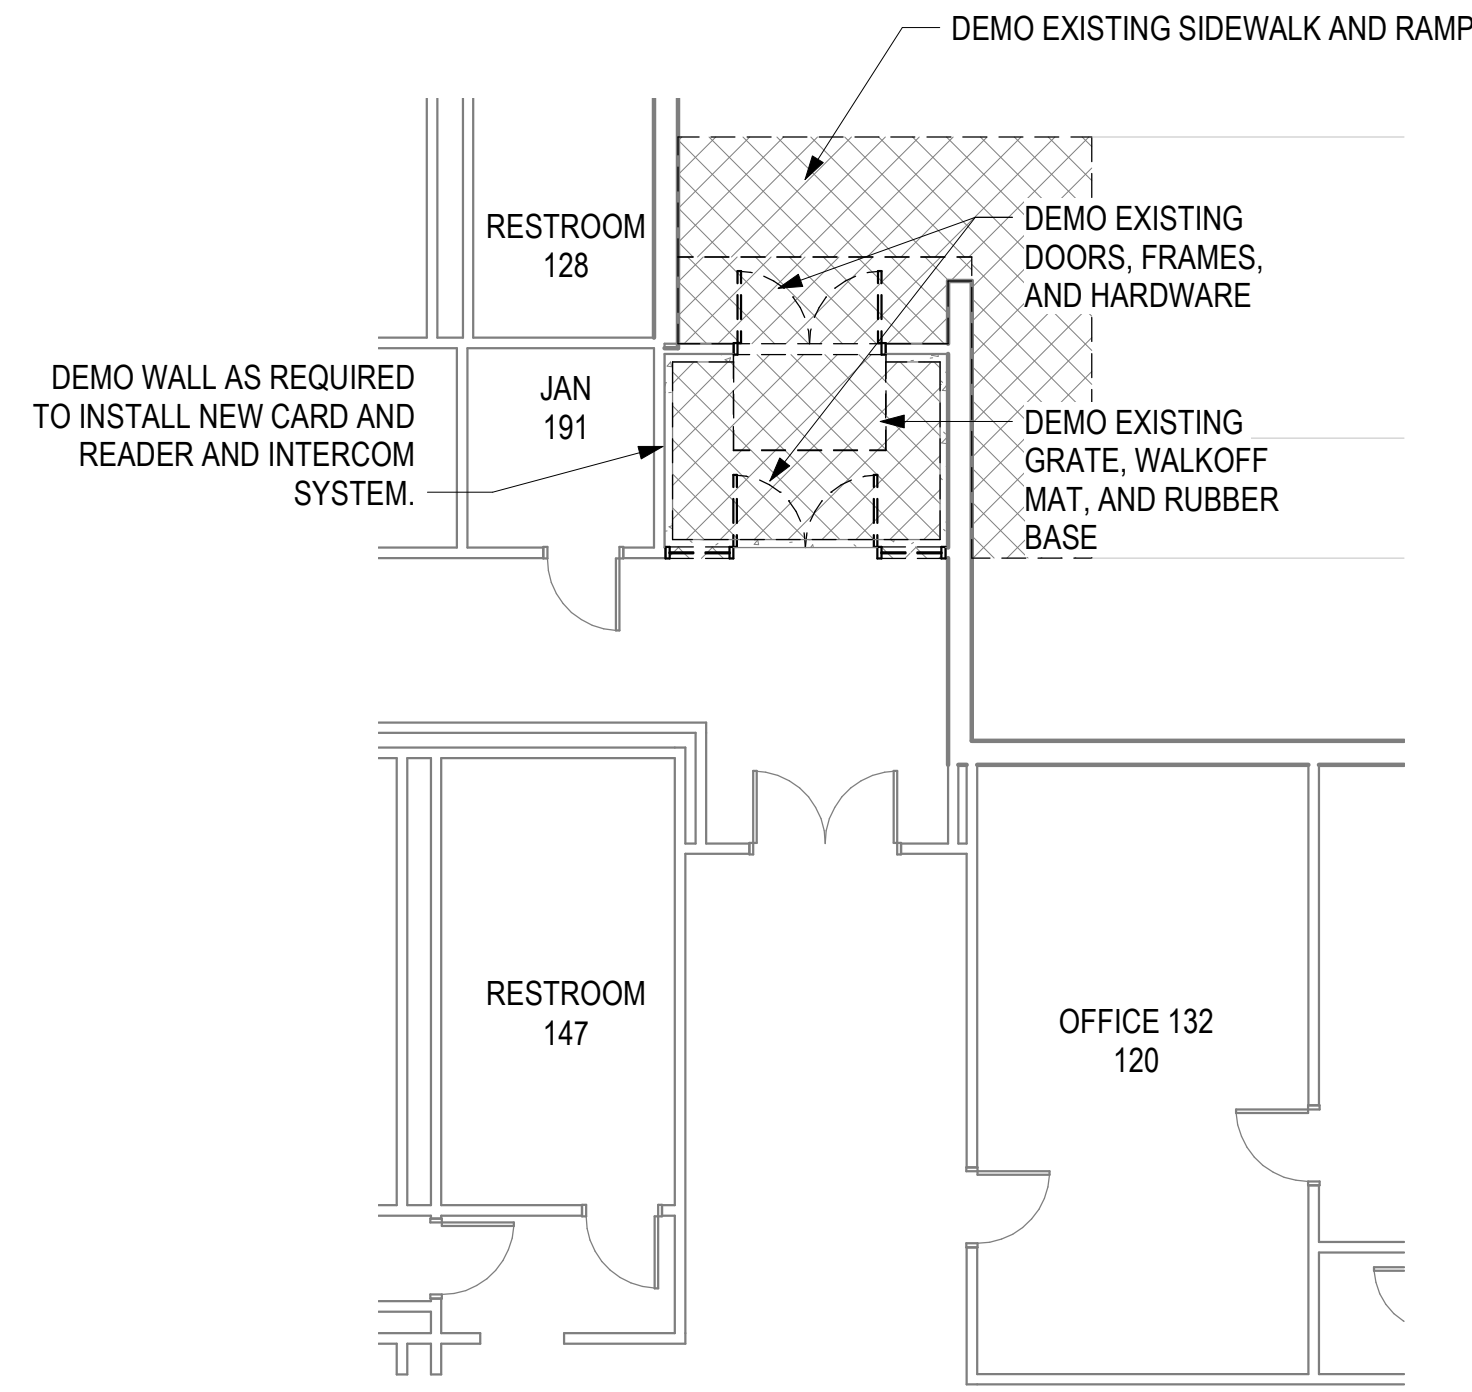 DEMO EXISTING SIDEWALK AND RAMP
RESTROOM
128
DEMO EXISTING
DOORS, FRAMES,
AND HARDWARE
DEMO WALL AS REQUIRED
TO INSTALL NEW CARD AND
READER AND INTERCOM
SYSTEM.
JAN
191
DEMO EXISTING
GRATE, WALKOFF
MAT, AND RUBBER
BASE
RESTROOM
147
OFFICE 132
120